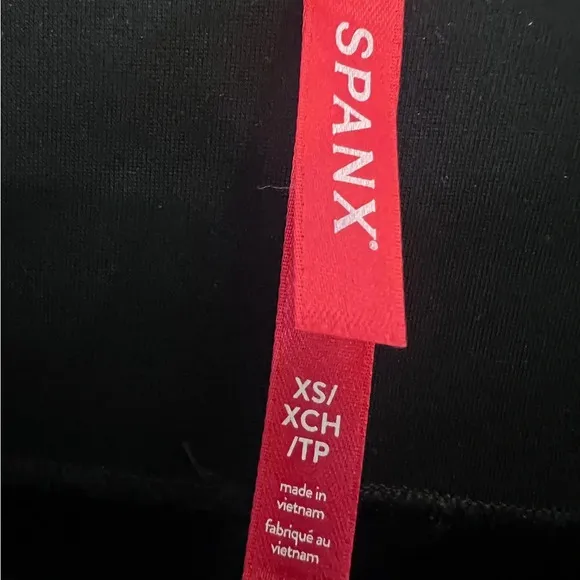 SPANX®
XS/
XCH
/TP
made in
vietnam
fabriqué au
vietnam